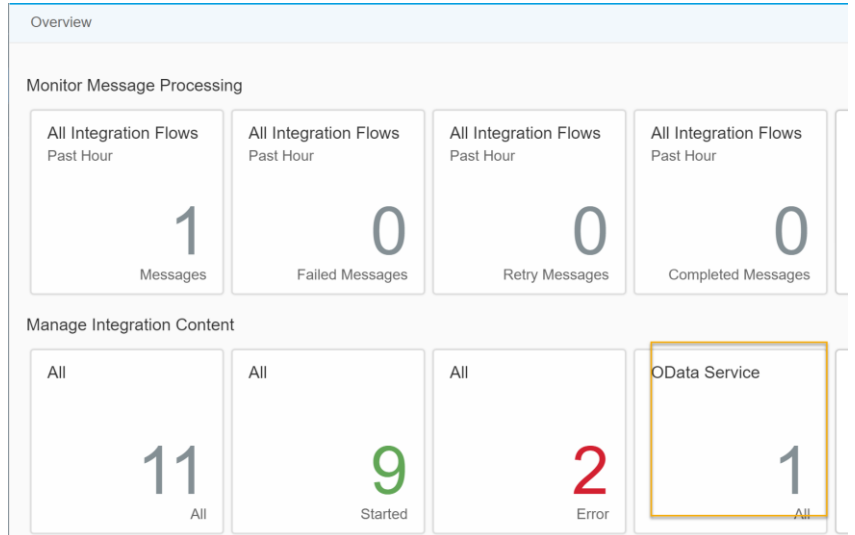 Overview
Monitor Message Processing
All Integration Flows
Past Hour
1
Messages
All Integration Flows
Past Hour
0
Failed Messages
All Integration Flows
Past Hour
0
Retry Messages
All Integration Flows
Past Hour
0
Completed Messages
Manage Integration Content
All
11
All
All
9
Started
All
2
Error
OData Service
1
All